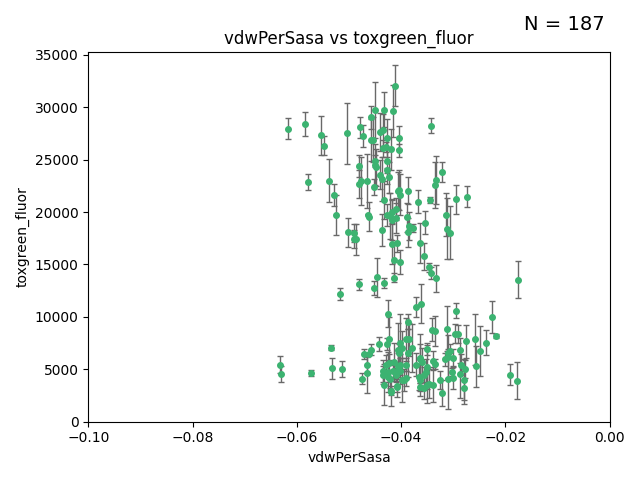 N = 187
vdwPerSasa vs toxgreen_fluor
35000
30000
25000
20000
15000
10000
5000
0
toxgreen_fluor
−0.10 −0.08 −0.06 −0.04 −0.02 0.00
vdwPerSasa